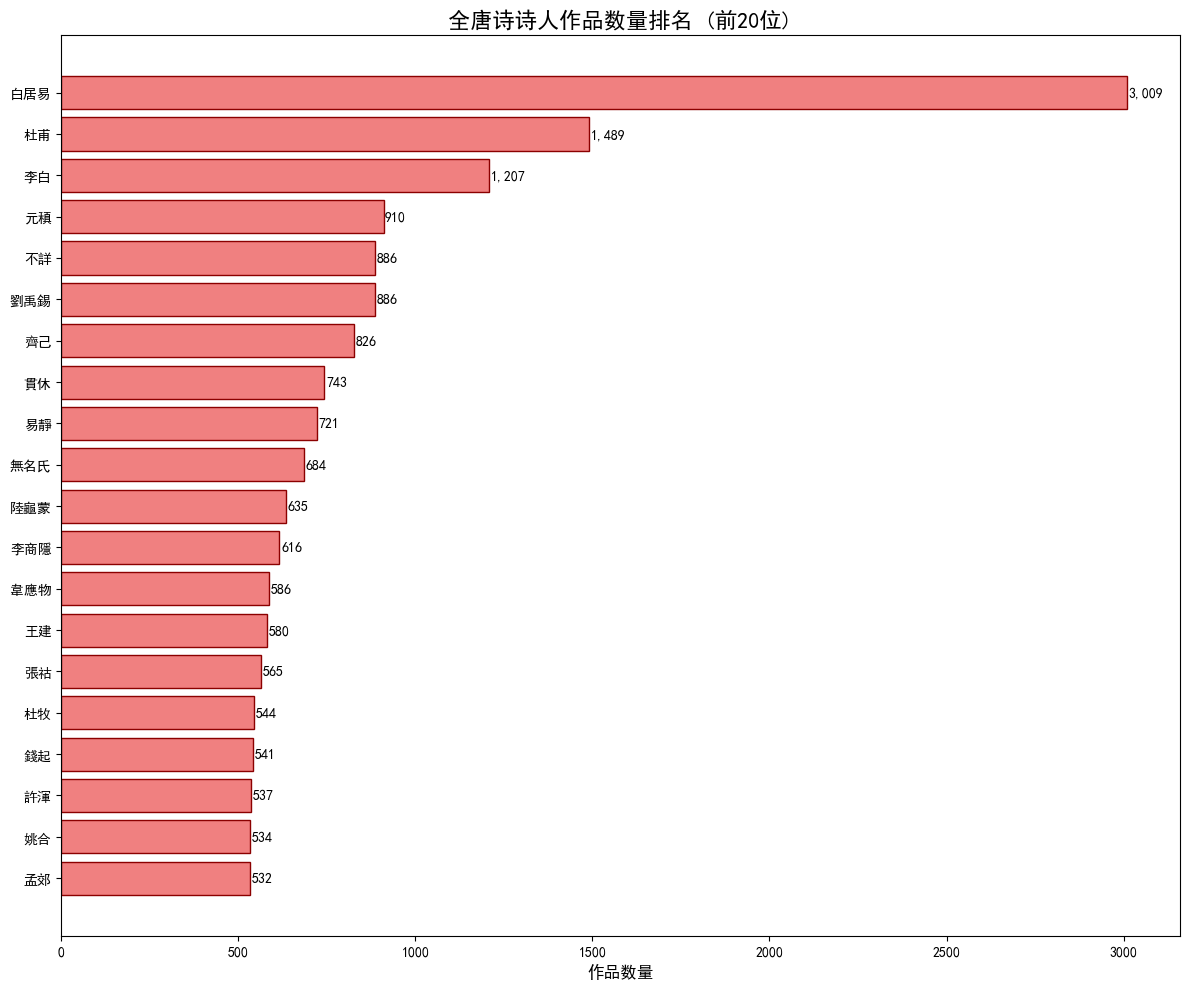 全唐诗诗人作品数量排名 (前20位)
白居易 3,009
杜甫 1,489
李白 1,207
元稹 910
不詳 886
劉禹錫 886
齊己 826
貫休 743
易靜 721
無名氏 684
陸龜蒙 635
李商隱 616
韋應物 586
王建 580
張祜 565
杜牧 544
錢起 541
許渾 537
姚合 534
孟郊 532
0 500 1000 1500 2000 2500 3000
作品数量